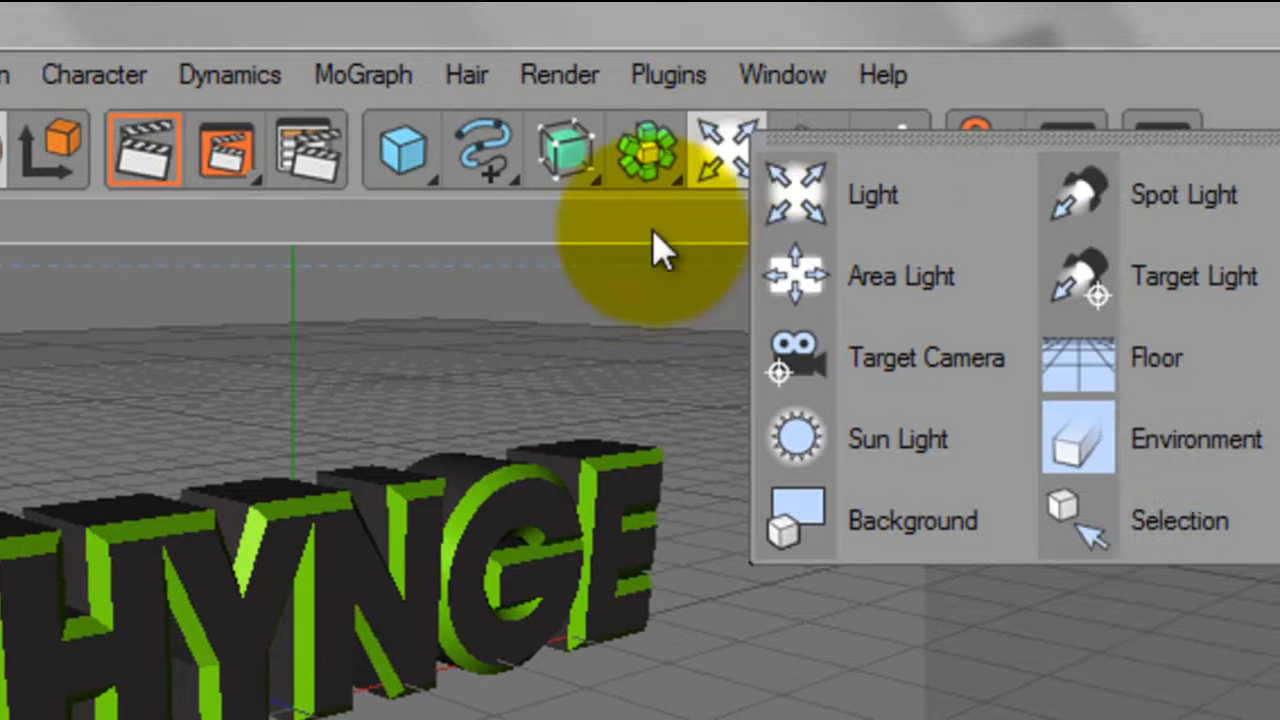 Character Dynamics MoGraph Hair Render Plugins Window Help
Light Spot Light
Area Light Target Light
Target Camera Floor
Sun Light Environment
Background Selection
HYNGE